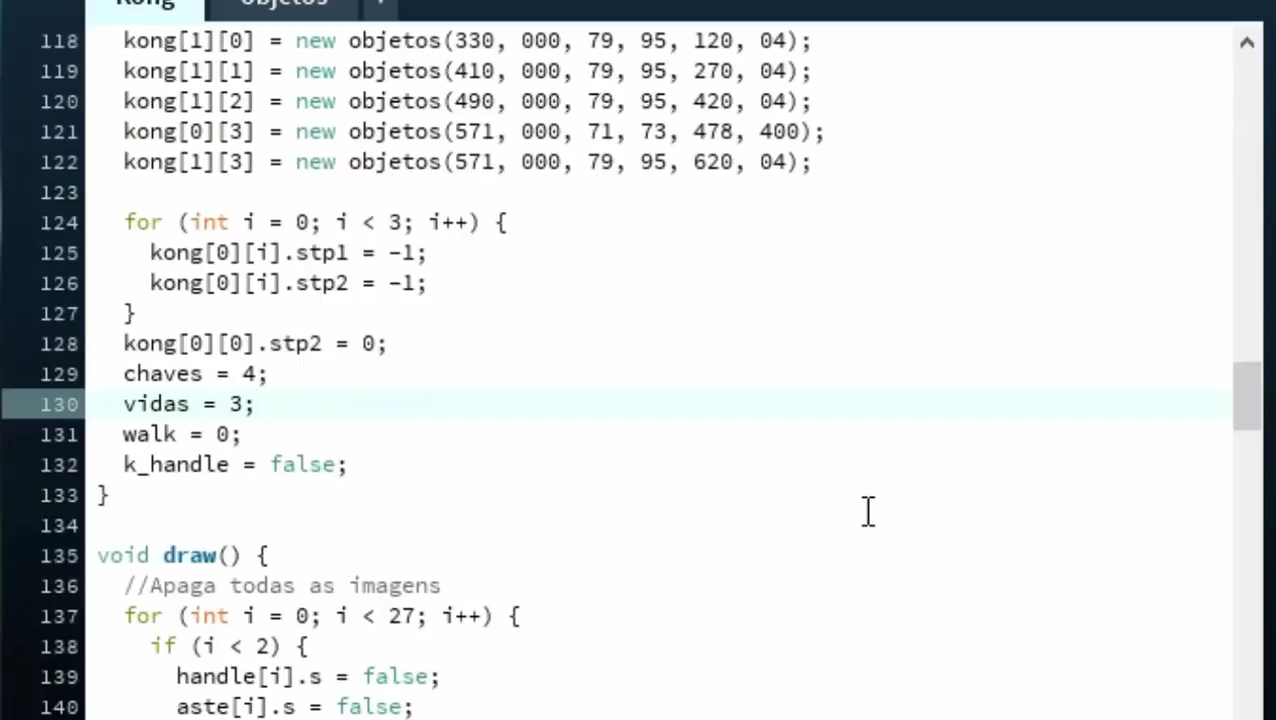 Kong objetos
118 kong[1][0] = new objetos(330, 000, 79, 95, 120, 04);
119 kong[1][1] = new objetos(410, 000, 79, 95, 270, 04);
120 kong[1][2] = new objetos(490, 000, 79, 95, 420, 04);
121 kong[0][3] = new objetos(571, 000, 71, 73, 478, 400);
122 kong[1][3] = new objetos(571, 000, 79, 95, 620, 04);
123
124 for (int i = 0; i < 3; i++) {
125 kong[0][i].stp1 = -1;
126 kong[0][i].stp2 = -1;
127 }
128 kong[0][0].stp2 = 0;
129 chaves = 4;
130 vidas = 3;
131 walk = 0;
132 k_handle = false;
133 }
134
135 void draw() {
136 //Apaga todas as imagens
137 for (int i = 0; i < 27; i++) {
138 if (i < 2) {
139 handle[i].s = false;
140 aste[i].s = false;